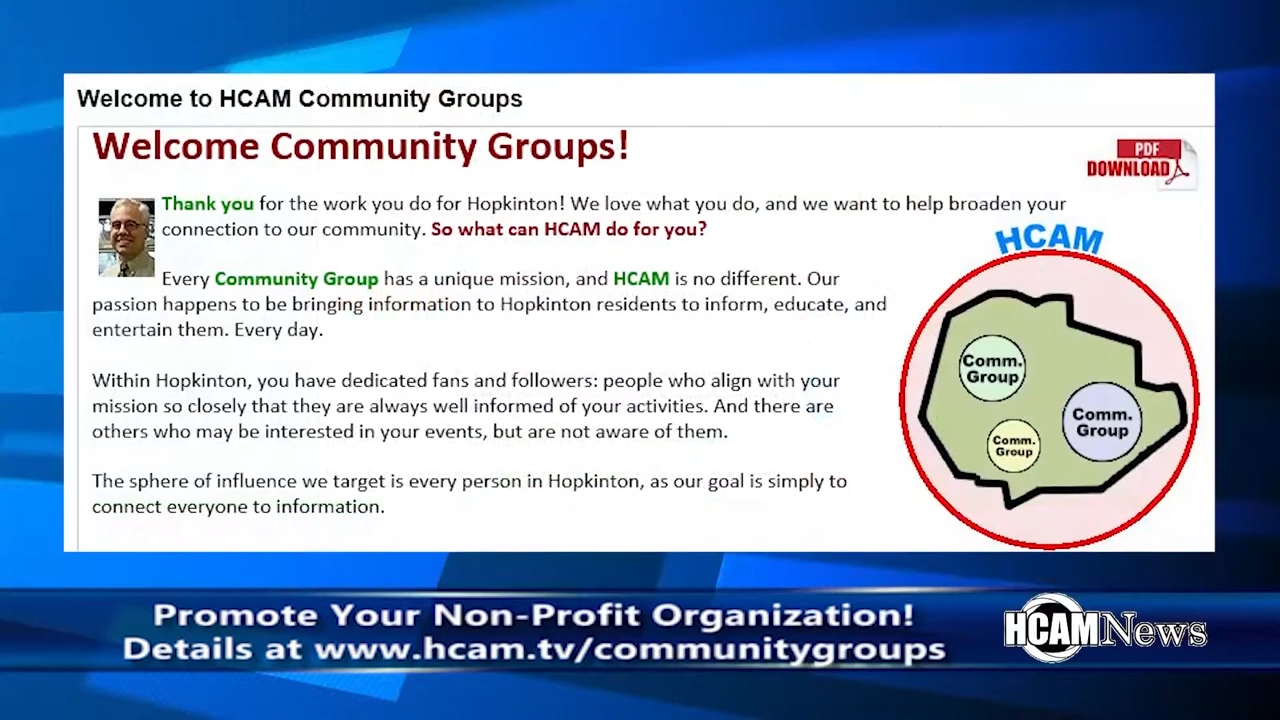 Welcome to HCAM Community Groups
Welcome Community Groups!
PDF
DOWNLOAD
Thank you for the work you do for Hopkinton! We love what you do, and we want to help broaden your
connection to our community. So what can HCAM do for you?
Every Community Group has a unique mission, and HCAM is no different. Our
passion happens to be bringing information to Hopkinton residents to inform, educate, and
entertain them. Every day.
Within Hopkinton, you have dedicated fans and followers: people who align with your
mission so closely that they are always well informed of your activities. And there are
others who may be interested in your events, but are not aware of them.
The sphere of influence we target is every person in Hopkinton, as our goal is simply to
connect everyone to information.
HCAM
Comm.
Group
Comm.
Group
Comm.
Group
Promote Your Non-Profit Organization!
Details at www.hcam.tv/communitygroups
HCAMNews